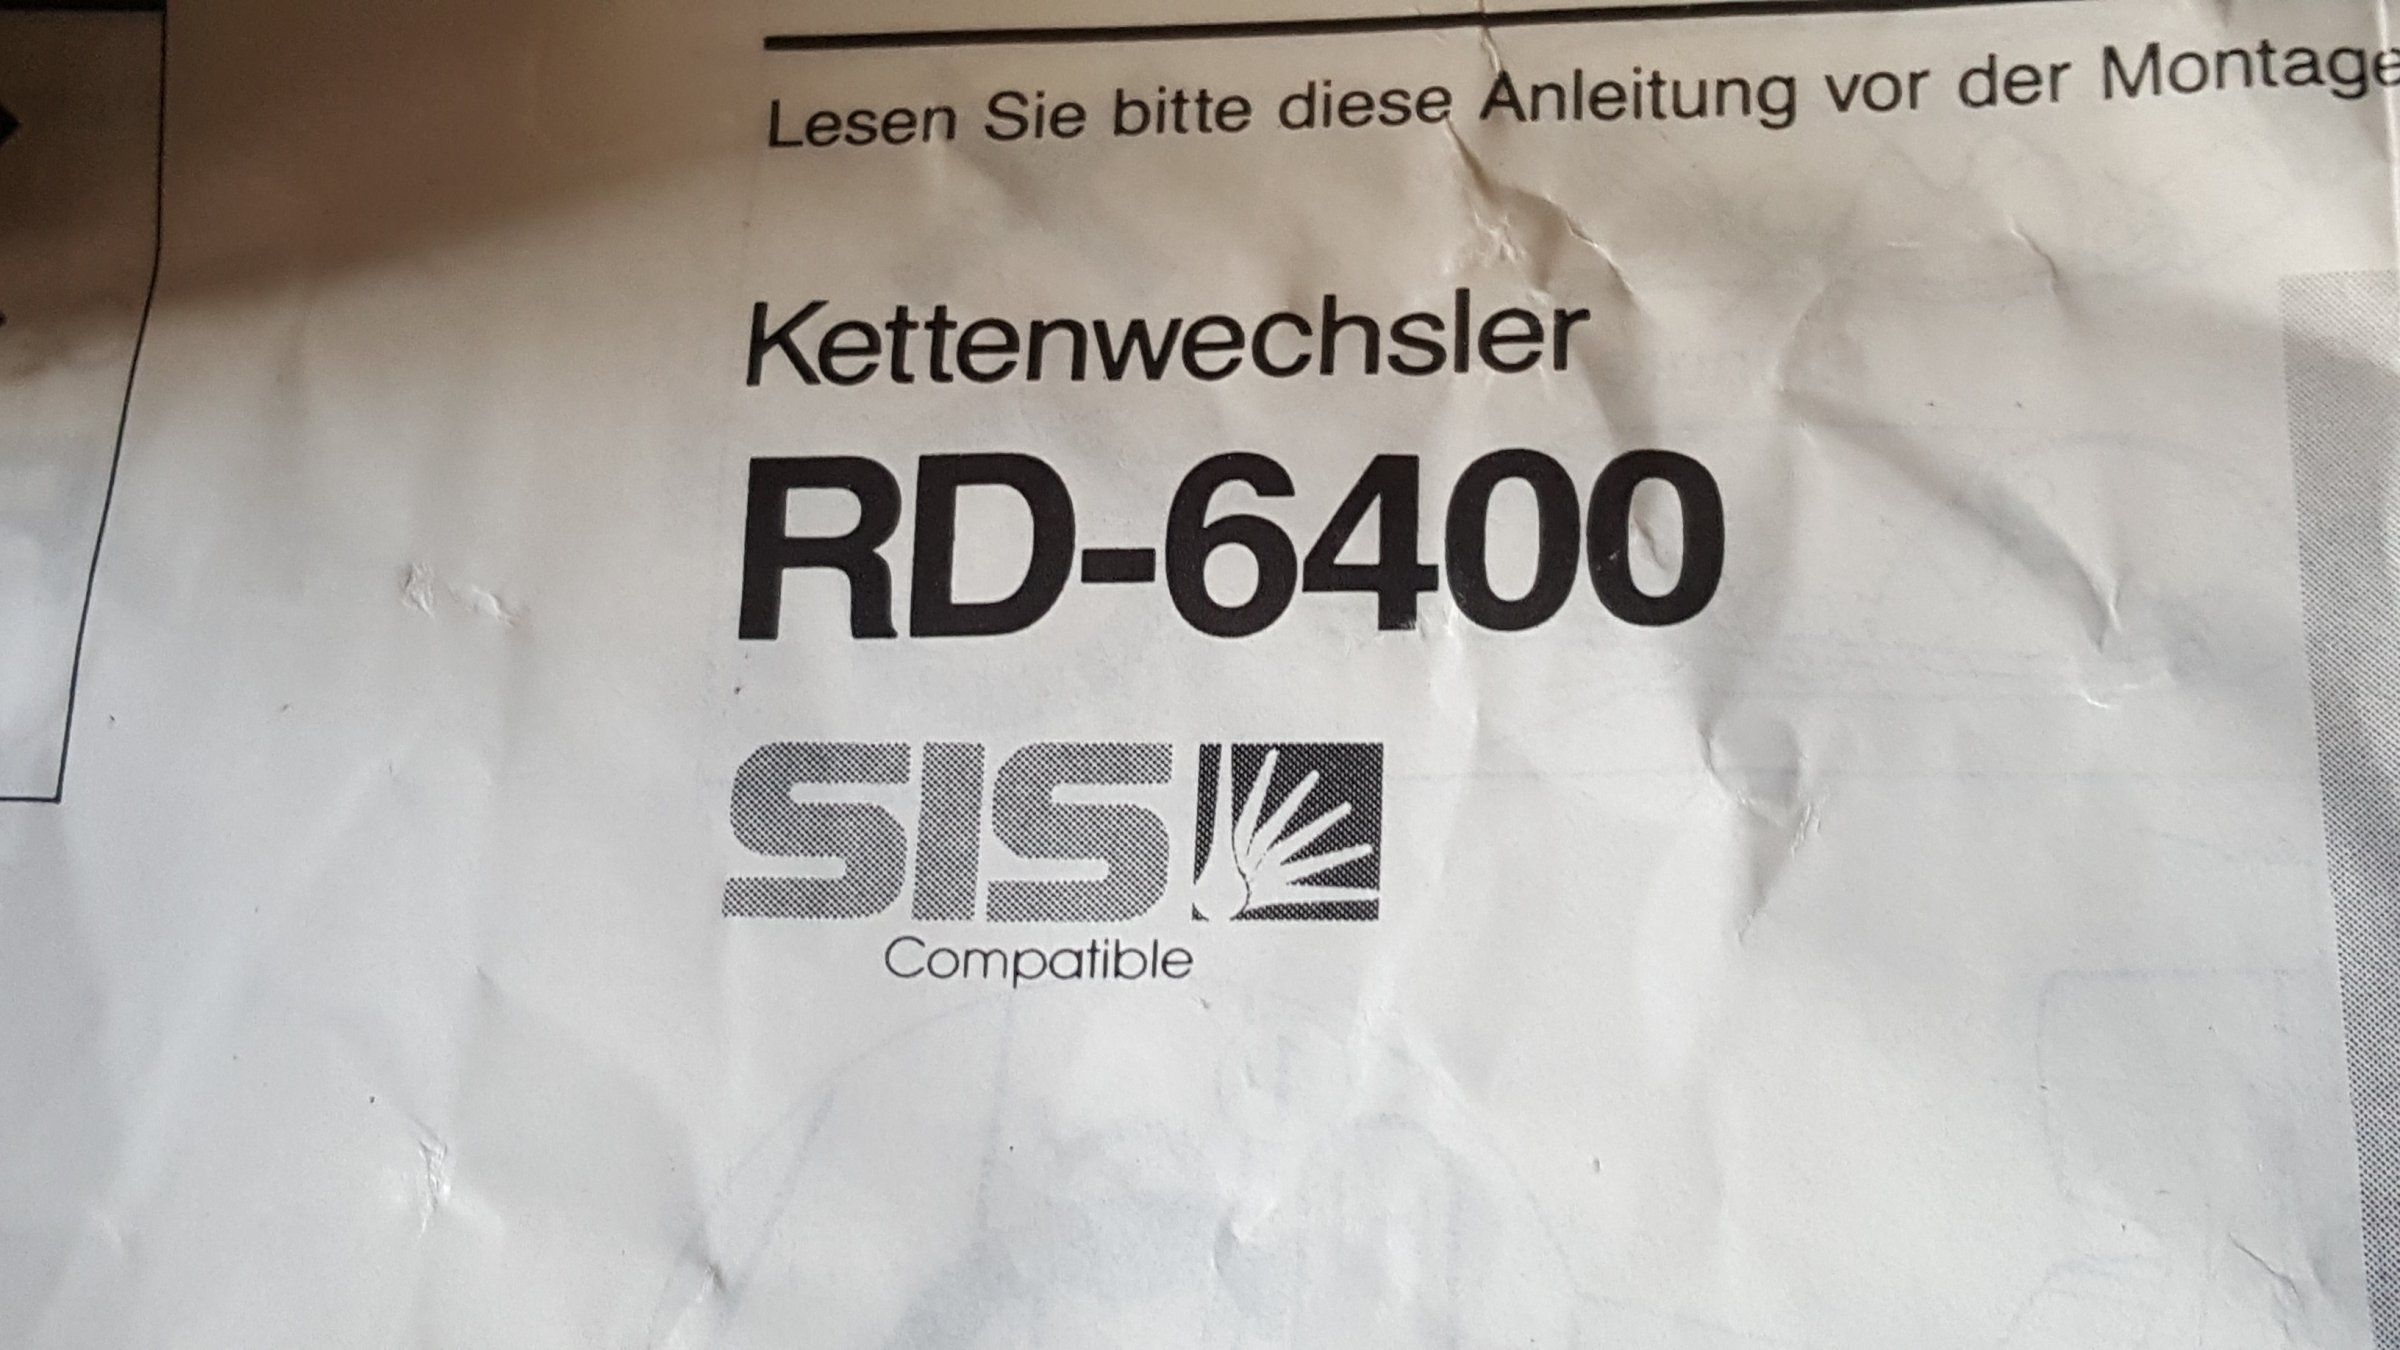 Lesen Sie bitte diese Anleitung vor der Montage
Kettenwechsler
RD-6400
SIS
Compatible